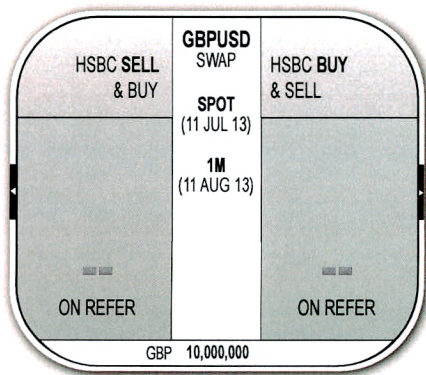 HSBC SELL
& BUY
GBPUSD
SWAP
SPOT
(11 JUL 13)
1M
(11 AUG 13)
HSBC BUY
& SELL
ON REFER
ON REFER
GBP 10,000,000